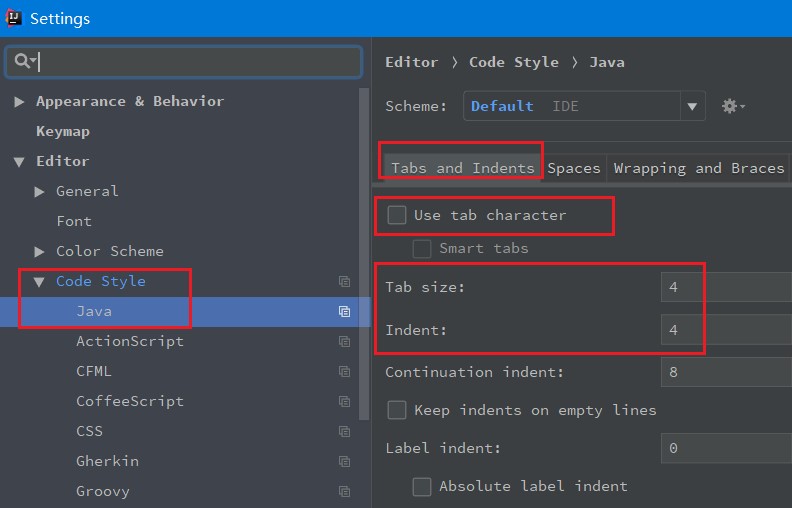 IJ Settings
Appearance & Behavior
Keymap
Editor
General
Font
Color Scheme
Code Style
Java
ActionScript
CFML
CoffeeScript
CSS
Gherkin
Groovy
Editor > Code Style > Java
Scheme: Default IDE
Tabs and Indents Spaces Wrapping and Braces
Use tab character
Smart tabs
Tab size: 4
Indent: 4
Continuation indent: 8
Keep indents on empty lines
Label indent: 0
Absolute label indent